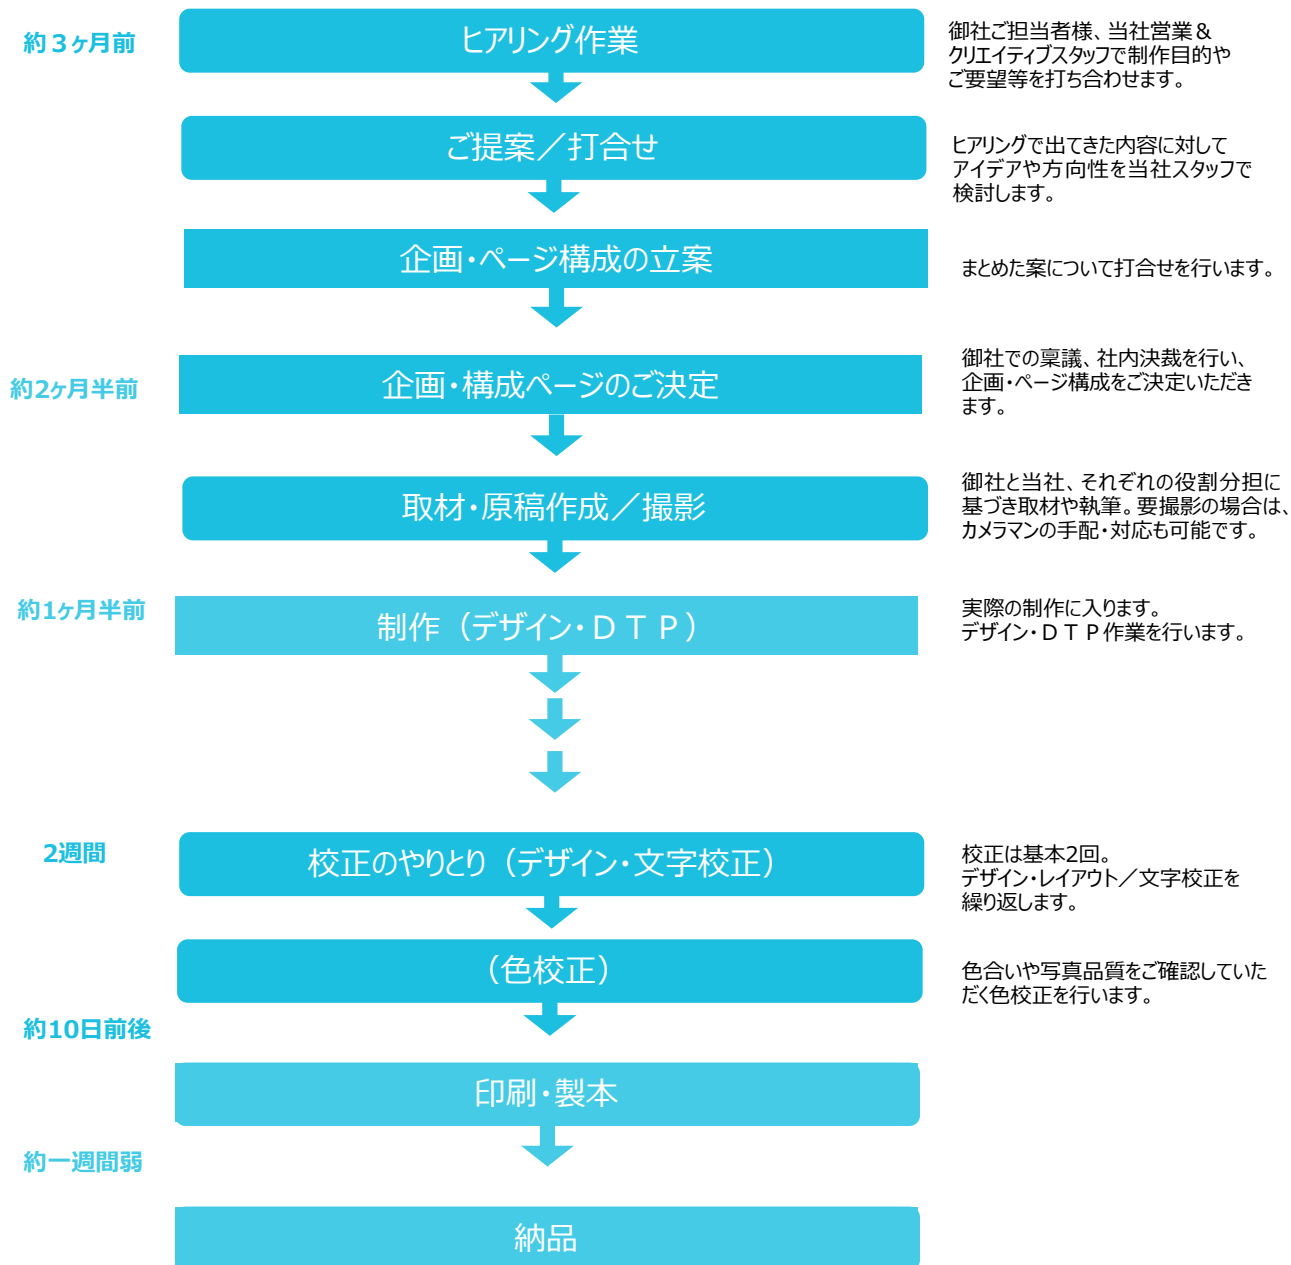 約３ヶ月前
ヒアリング作業
御社ご担当者様、当社営業＆
クリエイティブスタッフで制作目的や
ご要望等を打ち合わせます。
ご提案／打合せ
ヒアリングで出てきた内容に対して
アイデアや方向性を当社スタッフで
検討します。
企画・ページ構成の立案
まとめた案について打合せを行います。
約2ヶ月半前
企画・構成ページのご決定
御社での稟議、社内決裁を行い、
企画・ページ構成をご決定いただき
ます。
取材・原稿作成／撮影
御社と当社、それぞれの役割分担に
基づき取材や執筆。要撮影の場合は、
カメラマンの手配・対応も可能です。
約1ヶ月半前
制作（デザイン・ＤＴＰ）
実際の制作に入ります。
デザイン・ＤＴＰ作業を行います。
2週間
校正のやりとり（デザイン・文字校正）
校正は基本2回。
デザイン・レイアウト／文字校正を
繰り返します。
（色校正）
色合いや写真品質をご確認していた
だく色校正を行います。
約10日前後
印刷・製本
約一週間弱
納品